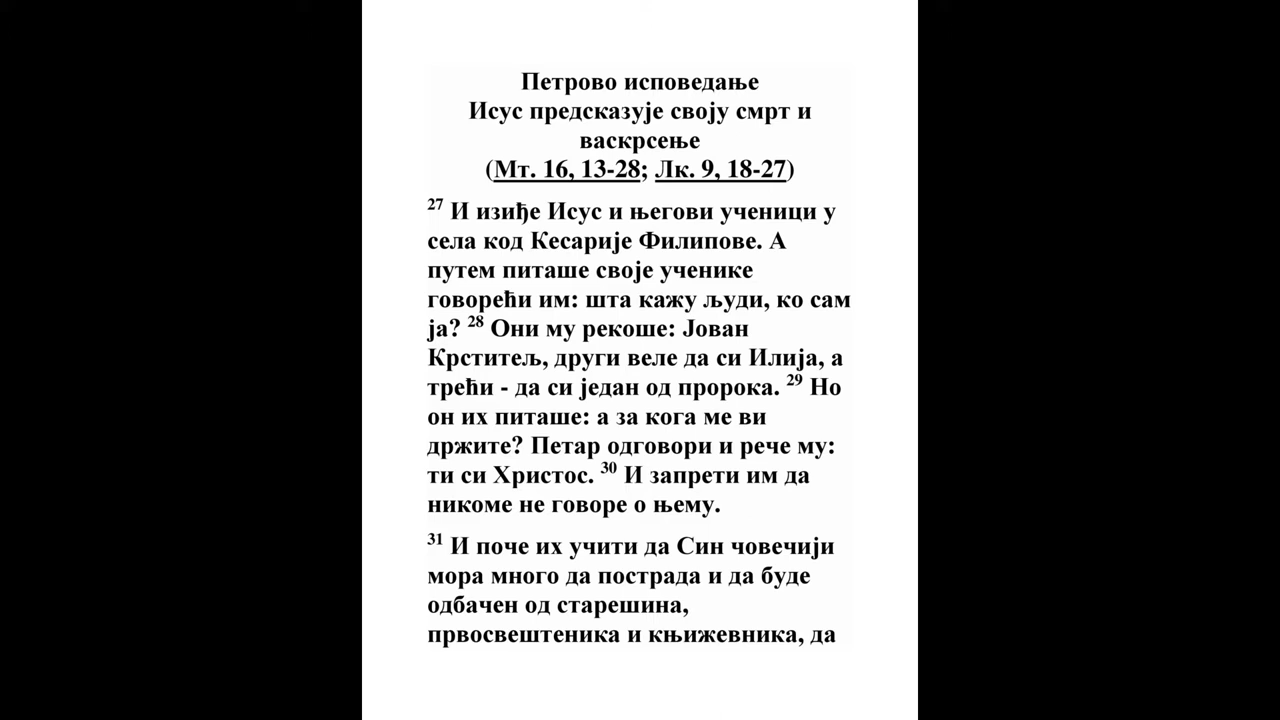 Петрово исповедање
Исус предсказује своју смрт и
васкрсење
(Мт. 16, 13-28; Лк. 9, 18-27)
27 И изиђе Исус и његови ученици у
села код Кесарије Филипове. А
путем питаше своје ученике
говорећи им: шта кажу људи, ко сам
ја? 28 Они му рекоше: Јован
Крститељ, други веле да си Илија, а
трећи - да си један од пророка. 29 Но
он их питаше: а за кога ме ви
држите? Петар одговори и рече му:
ти си Христос. 30 И запрети им да
никоме не говоре о њему.
31 И поче их учити да Син човечији
мора много да пострада и да буде
одбачен од старешина,
првосвештеника и књижевника, да